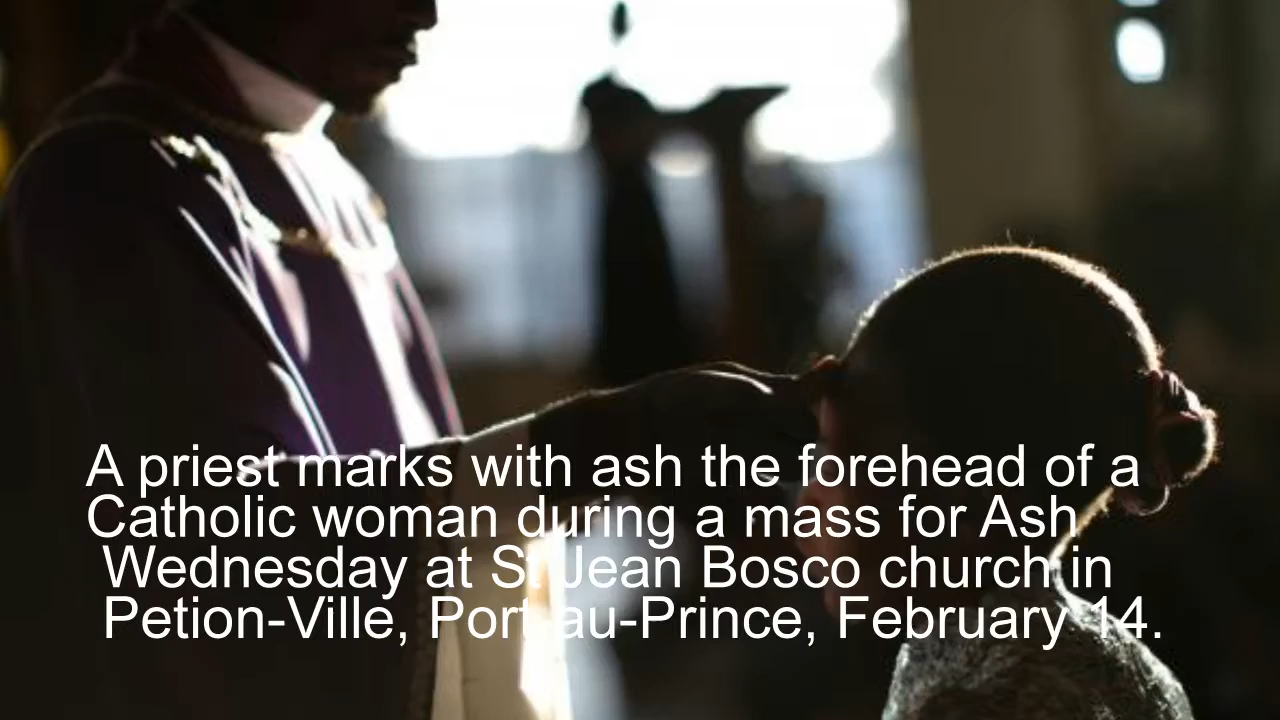 A priest marks with ash the forehead of a
Catholic woman during a mass for Ash
Wednesday at St Jean Bosco church in
Petion-Ville, Port-au-Prince, February 14.